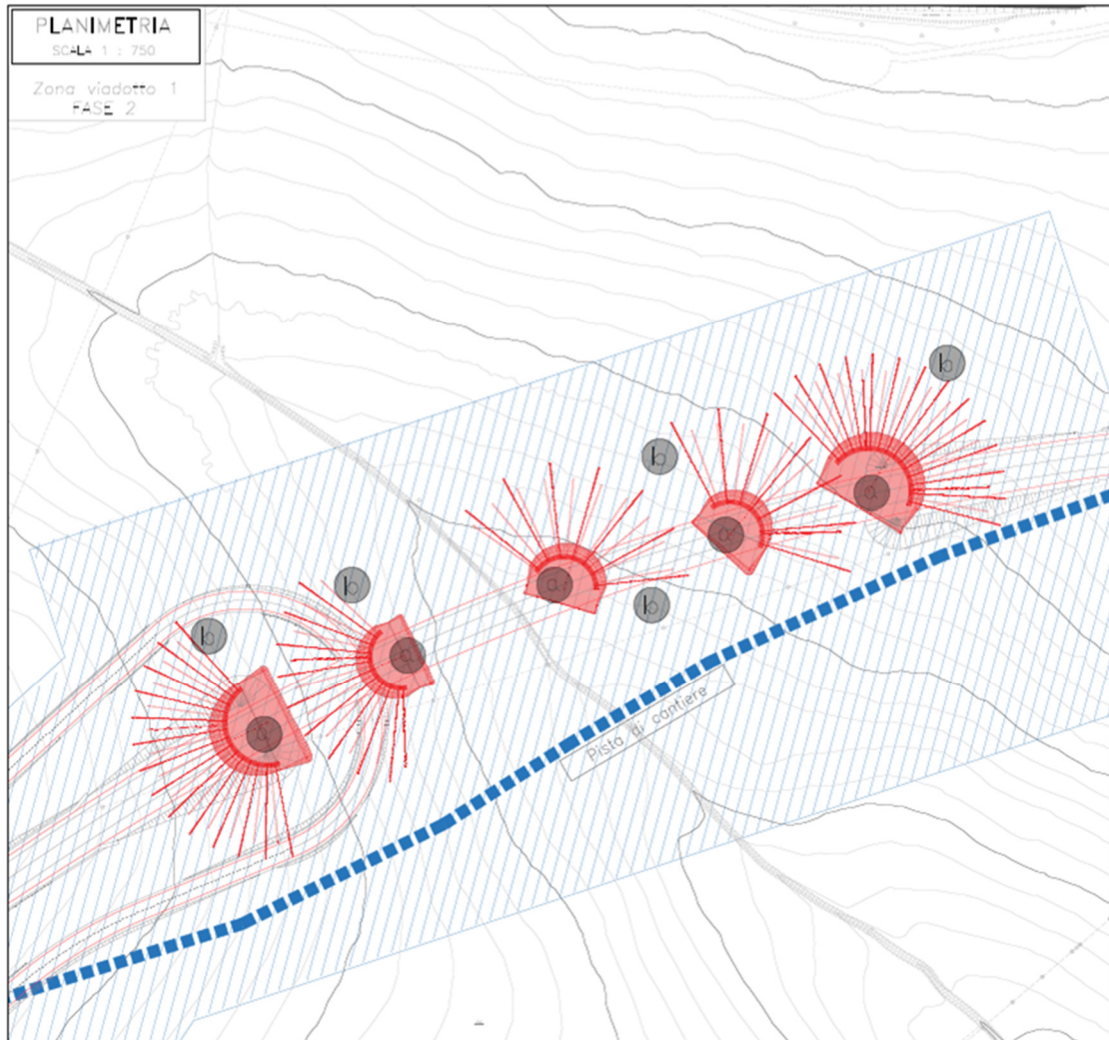 PLANIMETRIA
SCALA 1 : 750
Zona viadotto 1
FASE 2
b
b
a
a
b
a
b
b
a
a
Pista di cantiere